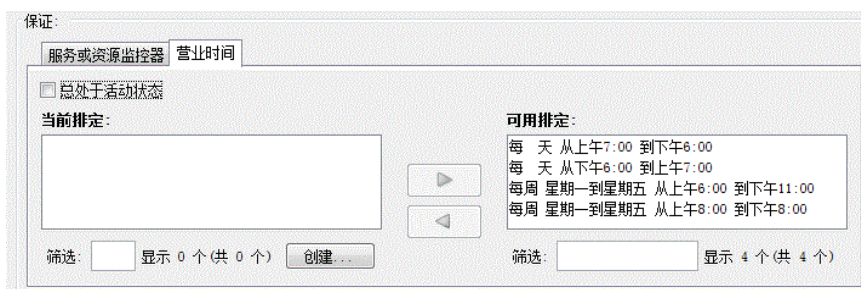 保证:
服务或资源监控器 营业时间
总处于活动状态
当前排定: 可用排定:
每 天 从上午7:00 到下午6:00
每 天 从下午6:00 到上午7:00
每周 星期一到星期五 从上午6:00 到下午11:00
每周 星期一到星期五 从上午8:00 到下午8:00
筛选: 显示 0 个(共 0 个) 创建... 筛选: 显示 4 个(共 4 个)